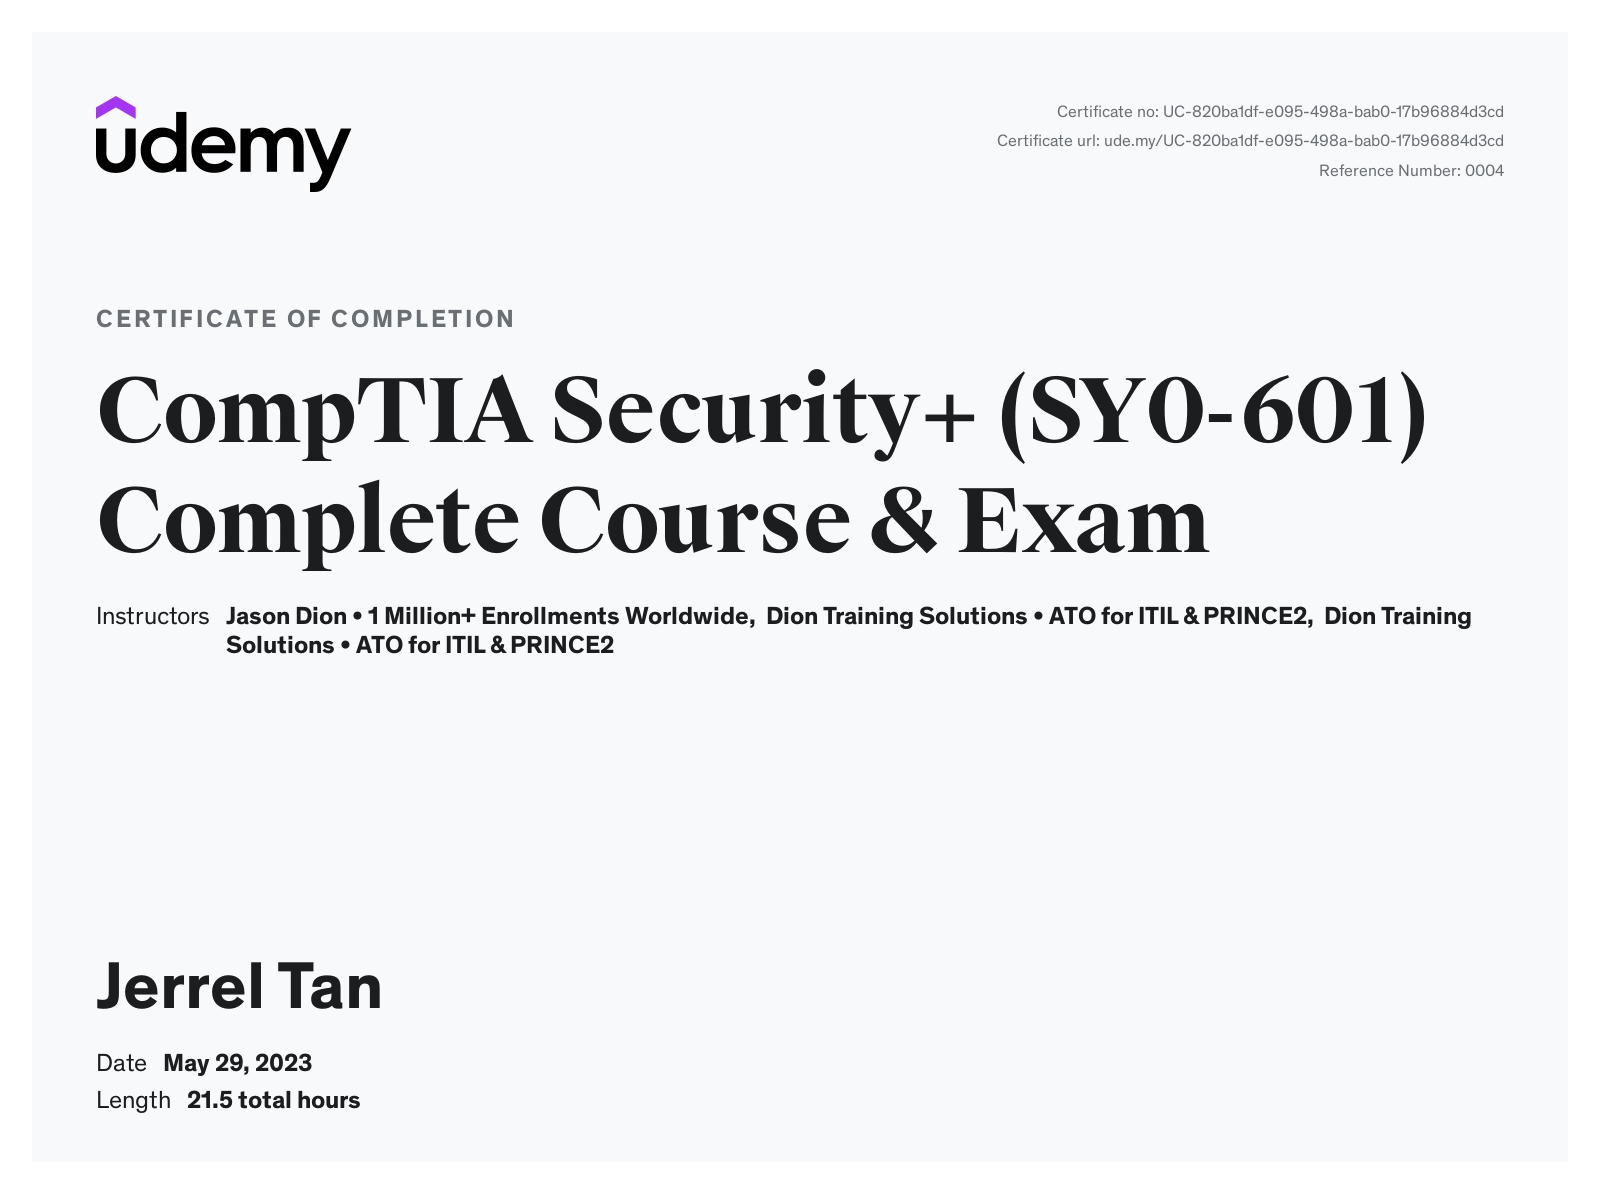 udemy
Certificate no: UC-820ba1df-e095-498a-bab0-17b96884d3cd
Certificate url: ude.my/UC-820ba1df-e095-498a-bab0-17b96884d3cd
Reference Number: 0004
CERTIFICATE OF COMPLETION
CompTIA Security+ (SY0-601)
Complete Course & Exam
Instructors Jason Dion • 1 Million+ Enrollments Worldwide, Dion Training Solutions • ATO for ITIL & PRINCE2, Dion Training
Solutions • ATO for ITIL & PRINCE2
Jerrel Tan
Date May 29, 2023
Length 21.5 total hours